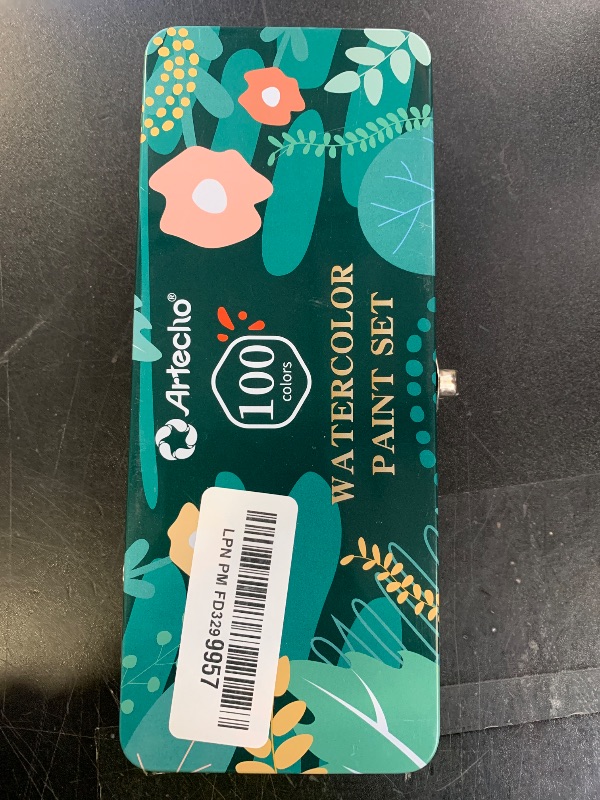 Artecho®
100
colors
WATERCOLOR
PAINT SET
LPN PM FD3299957